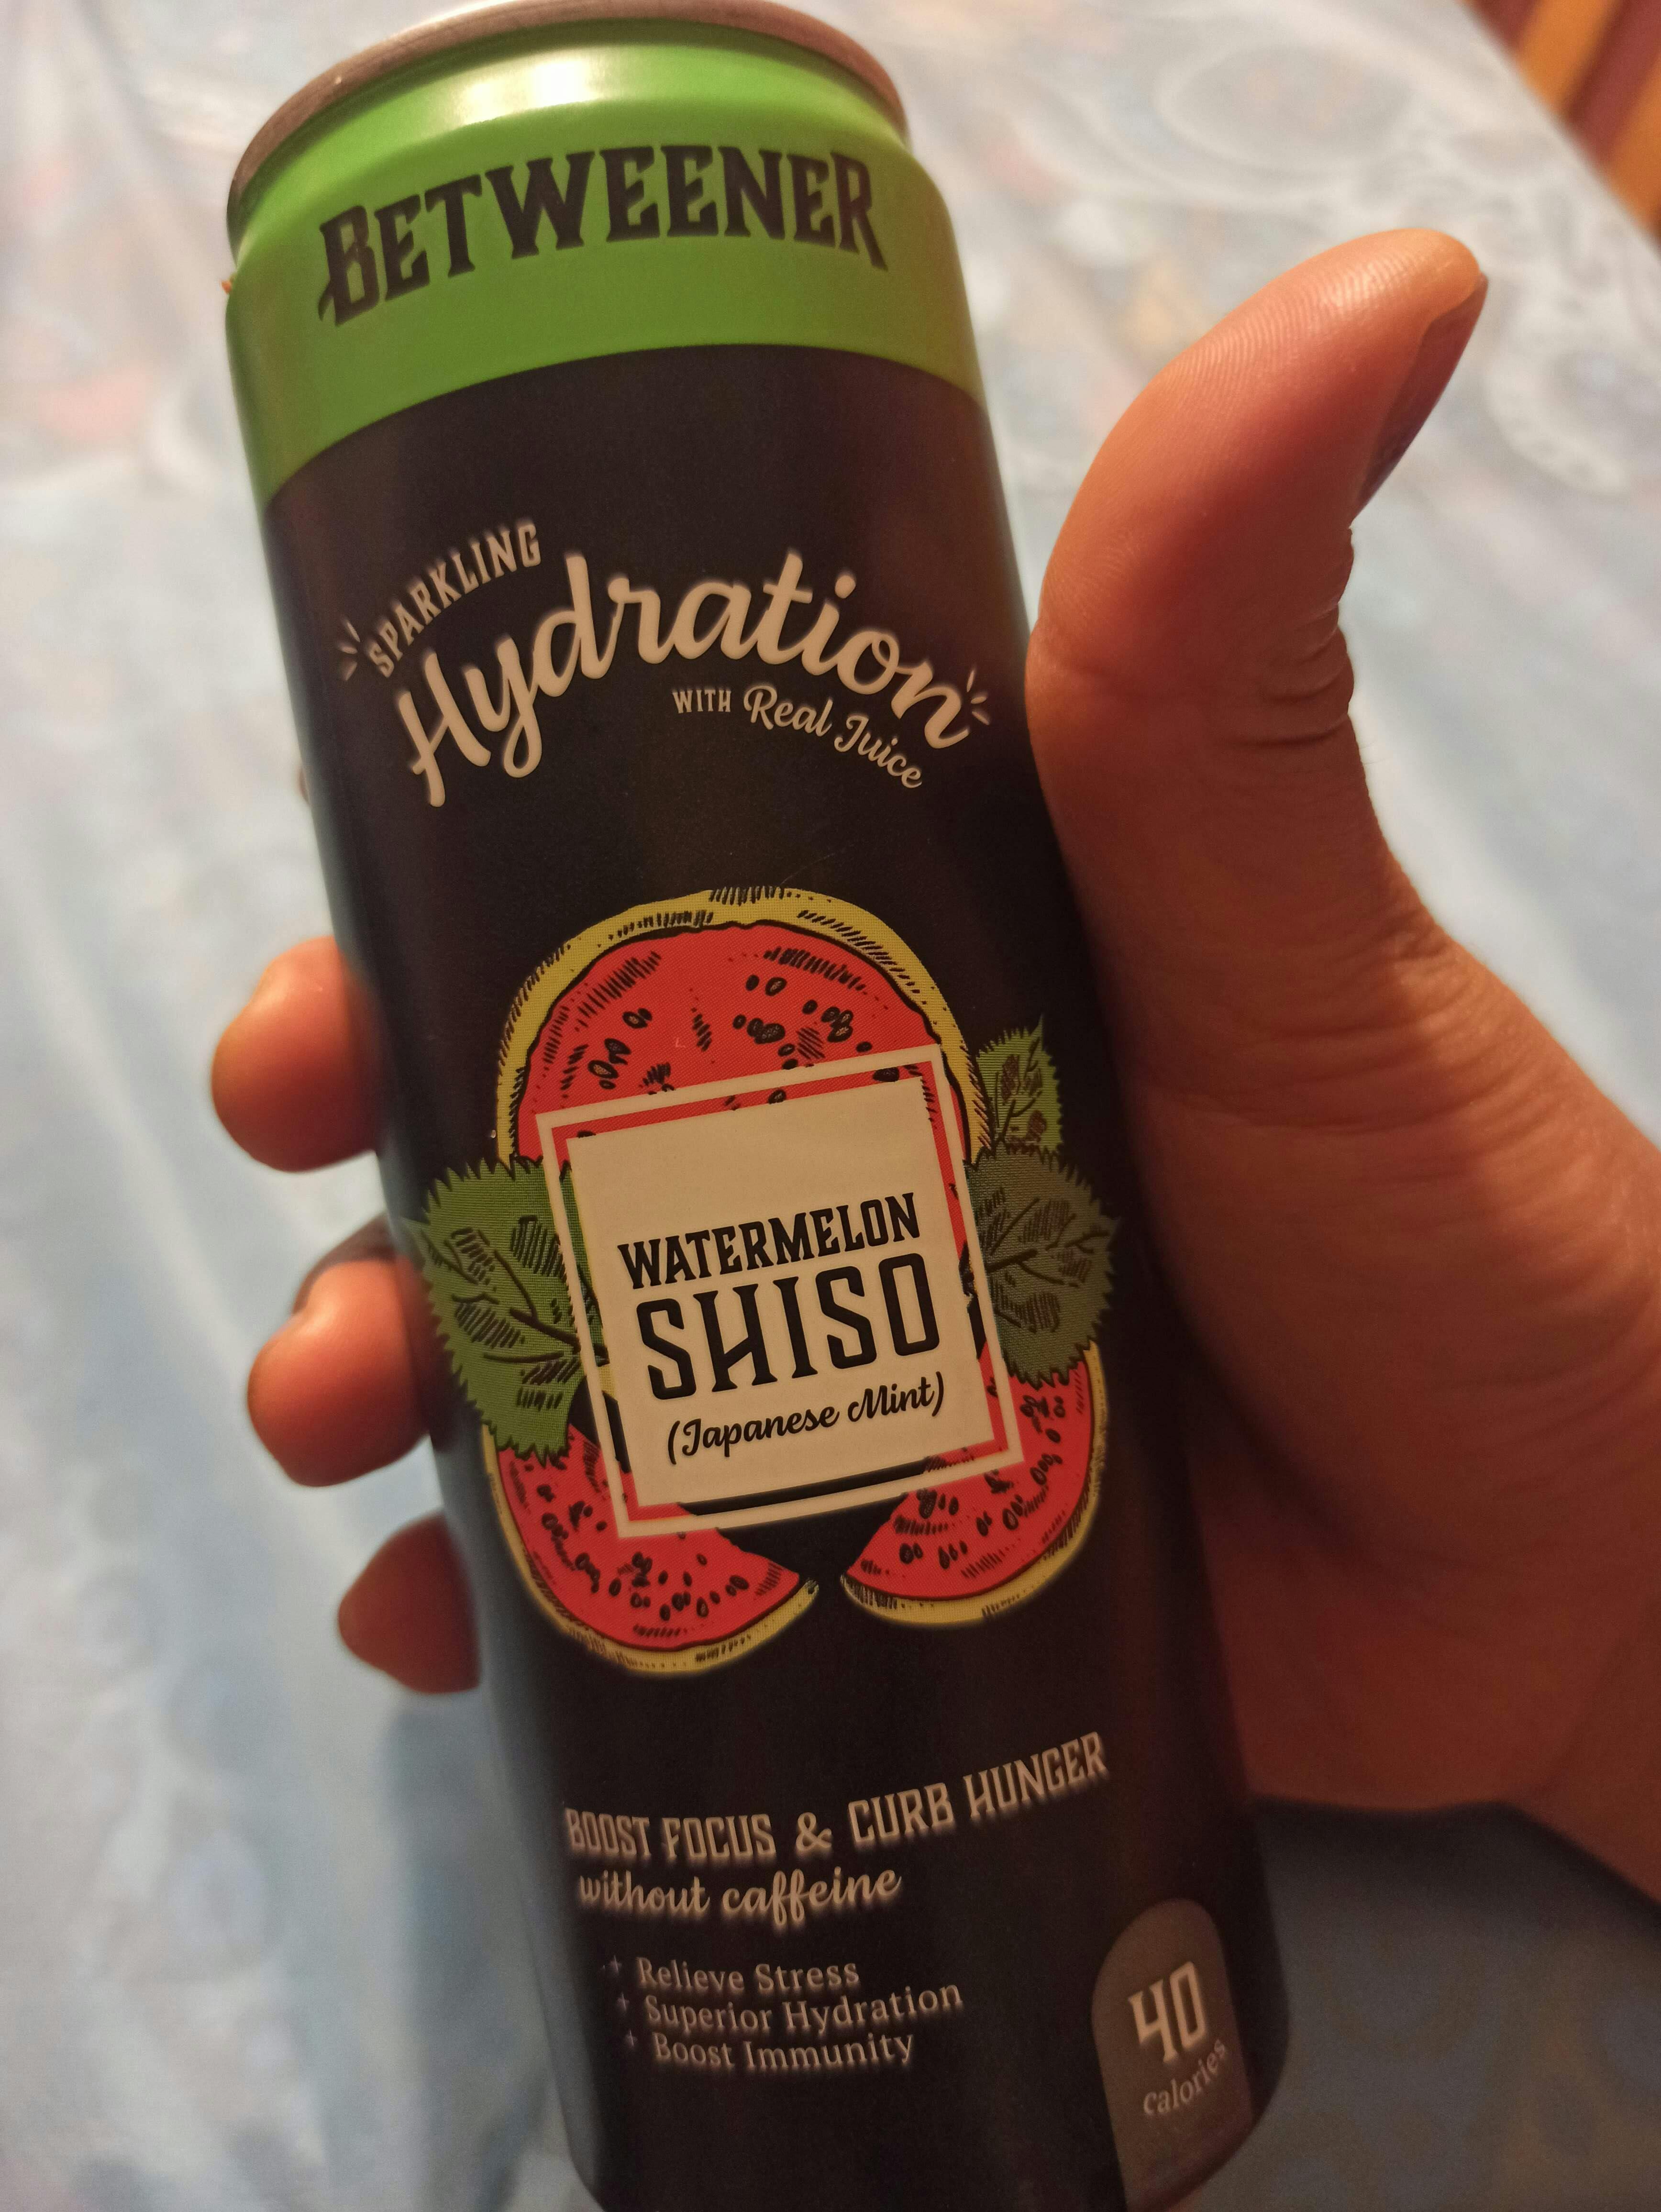 BETWEENER
SPARKLING
Hydration
WITH Real Juice
WATERMELON
SHISO
(Japanese Mint)
BOOST FOCUS & CURB HUNGER
without caffeine
+ Relieve Stress
+ Superior Hydration
+ Boost Immunity
40
calories